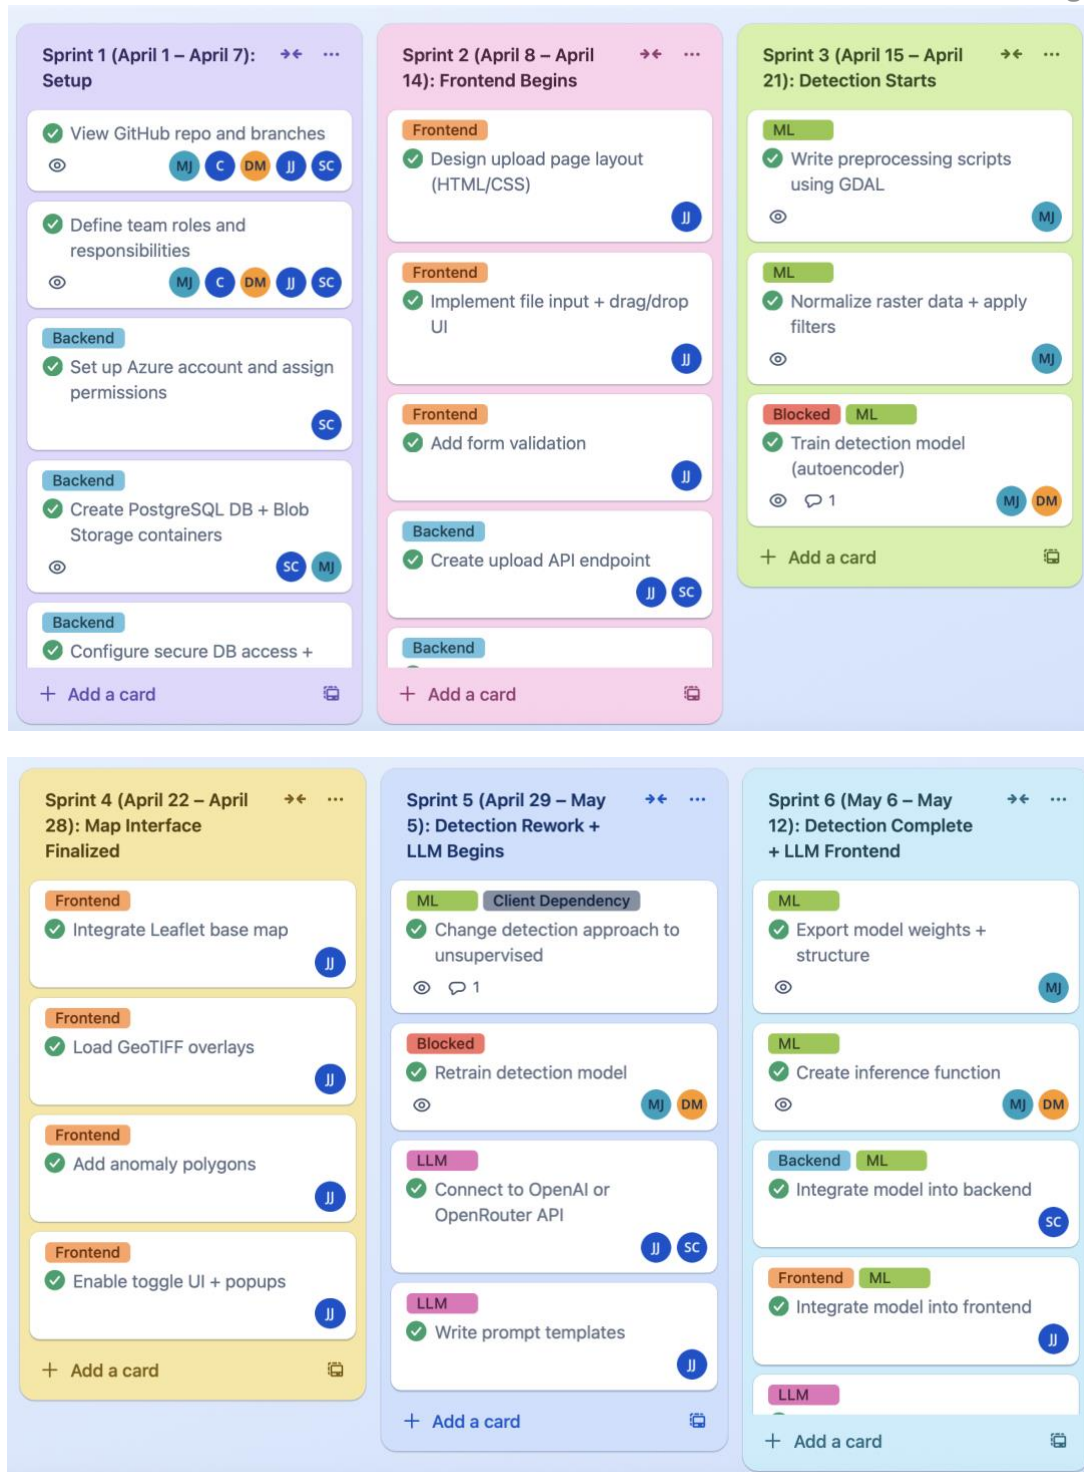 Sprint 1 (April 1 – April 7):
Setup
View GitHub repo and branches
MJ C DM JJ SC
Define team roles and
responsibilities
MJ C DM JJ SC
Backend
Set up Azure account and assign
permissions
SC
Backend
Create PostgreSQL DB + Blob
Storage containers
SC MJ
Backend
Configure secure DB access +
+ Add a card
Sprint 2 (April 8 – April
14): Frontend Begins
Frontend
Design upload page layout
(HTML/CSS)
JJ
Frontend
Implement file input + drag/drop
UI
JJ
Frontend
Add form validation
JJ
Backend
Create upload API endpoint
JJ SC
Backend
+ Add a card
Sprint 3 (April 15 – April
21): Detection Starts
ML
Write preprocessing scripts
using GDAL
MJ
ML
Normalize raster data + apply
filters
MJ
Blocked ML
Train detection model
(autoencoder)
1 MJ DM
+ Add a card
Sprint 4 (April 22 – April
28): Map Interface
Finalized
Frontend
Integrate Leaflet base map
JJ
Frontend
Load GeoTIFF overlays
JJ
Frontend
Add anomaly polygons
JJ
Frontend
Enable toggle UI + popups
JJ
+ Add a card
Sprint 5 (April 29 – May
5): Detection Rework +
LLM Begins
ML Client Dependency
Change detection approach to
unsupervised
1
Blocked
Retrain detection model
MJ DM
LLM
Connect to OpenAI or
OpenRouter API
JJ SC
LLM
Write prompt templates
JJ
+ Add a card
Sprint 6 (May 6 – May
12): Detection Complete
+ LLM Frontend
ML
Export model weights +
structure
MJ
ML
Create inference function
MJ DM
Backend ML
Integrate model into backend
SC
Frontend ML
Integrate model into frontend
JJ
LLM
+ Add a card